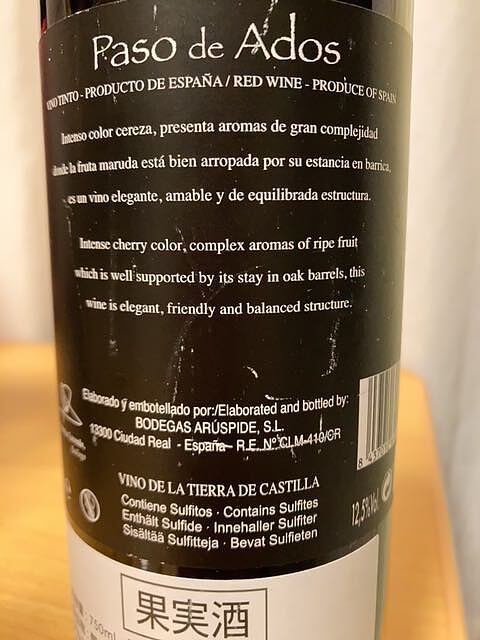 Paso de Ados
VINO TINTO - PRODUCTO DE ESPAÑA / RED WINE - PRODUCE OF SPAIN
Intenso color cereza, presenta aromas de gran complejidad
donde la fruta maruda está bien arropada por su estancia en barrica,
es un vino elegante, amable y de equilibrada estructura.
Intense cherry color, complex aromas of ripe fruit
which is well supported by its stay in oak barrels, this
wine is elegant, friendly and balanced structure.
Elaborado y embotellado por:/Elaborated and bottled by:
BODEGAS ARÚSPIDE, S.L.
13300 Ciudad Real - España- R.E. Nº CLM-410/CR
VINO DE LA TIERRA DE CASTILLA
Contiene Sulfitos · Contains Sulfites
Enthält Sulfide · Innehaller Sulfiter
Sisältää Sulfitteja · Bevat Sulfieten
12,5%Vol.
果実酒
750ml